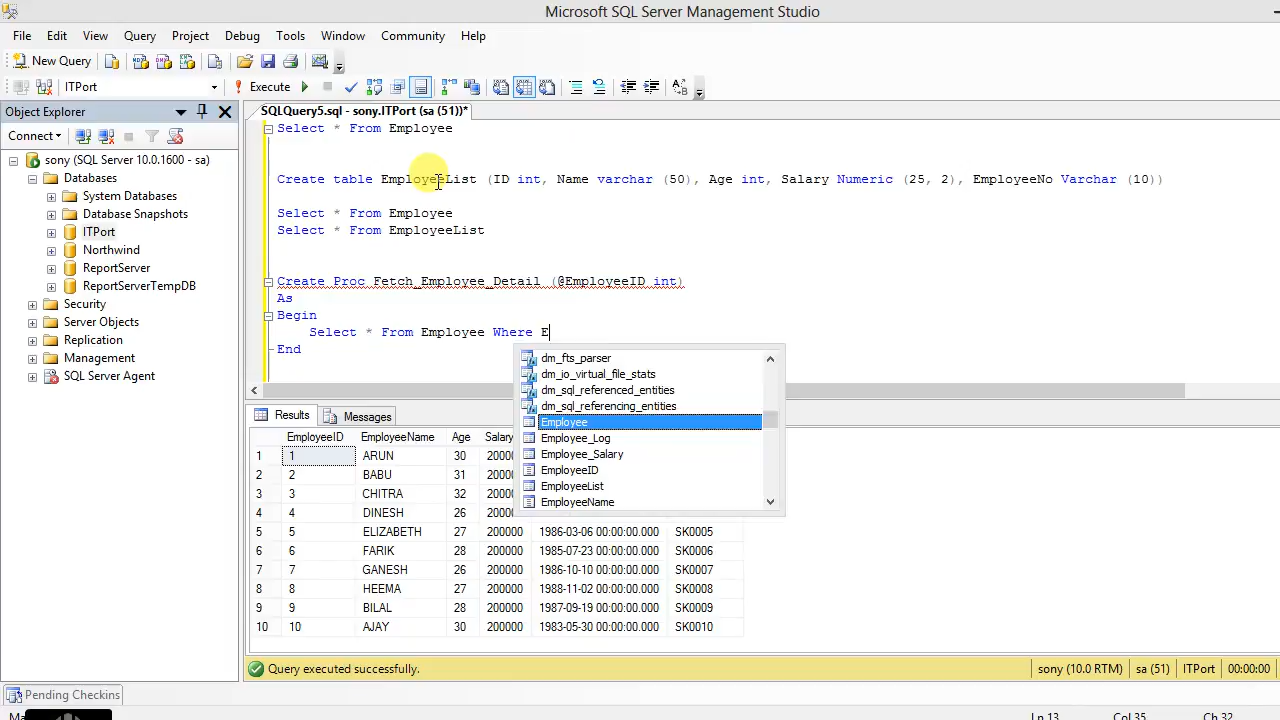 Microsoft SQL Server Management Studio
File Edit View Query Project Debug Tools Window Community Help
New Query
ITPort Execute
Object Explorer
Connect
sony (SQL Server 10.0.1600 - sa)
Databases
System Databases
Database Snapshots
ITPort
Northwind
ReportServer
ReportServerTempDB
Security
Server Objects
Replication
Management
SQL Server Agent
SQLQuery5.sql - sony.ITPort (sa (51))*
Select * From Employee
Create table EmployeeList (ID int, Name varchar (50), Age int, Salary Numeric (25, 2), EmployeeNo Varchar (10))
Select * From Employee
Select * From EmployeeList
Create Proc Fetch_Employee_Detail (@EmployeeID int)
As
Begin
Select * From Employee Where E
End
dm_fts_parser
dm_io_virtual_file_stats
dm_sql_referenced_entities
dm_sql_referencing_entities
Employee
Employee_Log
Employee_Salary
EmployeeID
EmployeeList
EmployeeName
Results Messages
EmployeeID EmployeeName Age Salary
1 1 ARUN 30 200000
2 2 BABU 31 200000
3 3 CHITRA 32 200000
4 4 DINESH 26 200000
5 5 ELIZABETH 27 200000 1986-03-06 00:00:00.000 SK0005
6 6 FARIK 28 200000 1985-07-23 00:00:00.000 SK0006
7 7 GANESH 26 200000 1986-10-10 00:00:00.000 SK0007
8 8 HEEMA 27 200000 1988-11-02 00:00:00.000 SK0008
9 9 BILAL 28 200000 1987-09-19 00:00:00.000 SK0009
10 10 AJAY 30 200000 1983-05-30 00:00:00.000 SK0010
Query executed successfully. sony (10.0 RTM) sa (51) ITPort 00:00:00
Pending Checkins
Ln 13 Col 35 Ch 32